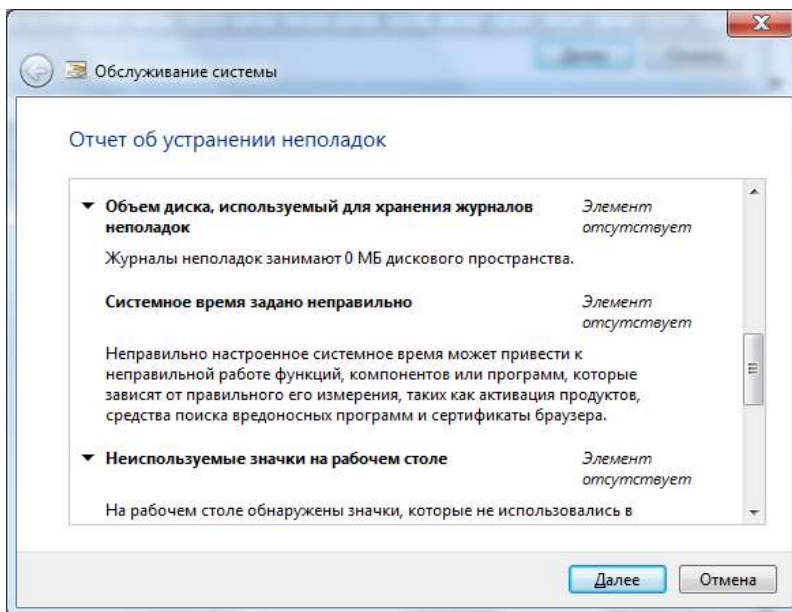 Обслуживание системы
Отчет об устранении неполадок
Объем диска, используемый для хранения журналов Элемент
неполадок отсутствует
Журналы неполадок занимают 0 МБ дискового пространства.
Системное время задано неправильно Элемент
отсутствует
Неправильно настроенное системное время может привести к
неправильной работе функций, компонентов или программ, которые
зависят от правильного его измерения, таких как активация продуктов,
средства поиска вредоносных программ и сертификаты браузера.
Неиспользуемые значки на рабочем столе Элемент
отсутствует
На рабочем столе обнаружены значки, которые не использовались в
Далее Отмена